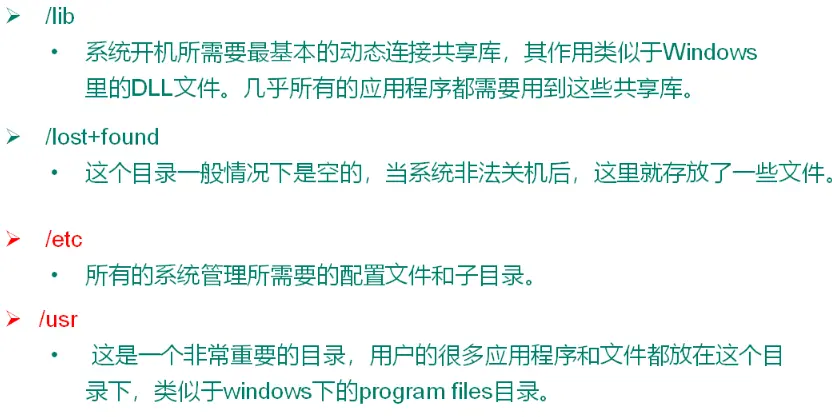 ➢ /lib
• 系统开机所需要最基本的动态连接共享库，其作用类似于Windows
里的DLL文件。几乎所有的应用程序都需要用到这些共享库。
➢ /lost+found
• 这个目录一般情况下是空的，当系统非法关机后，这里就存放了一些文件。
➢ /etc
• 所有的系统管理所需要的配置文件和子目录。
➢ /usr
• 这是一个非常重要的目录，用户的很多应用程序和文件都放在这个目
录下，类似于windows下的program files目录。